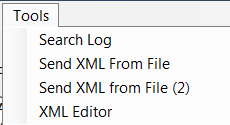 Tools
Search Log
Send XML From File
Send XML from File (2)
XML Editor